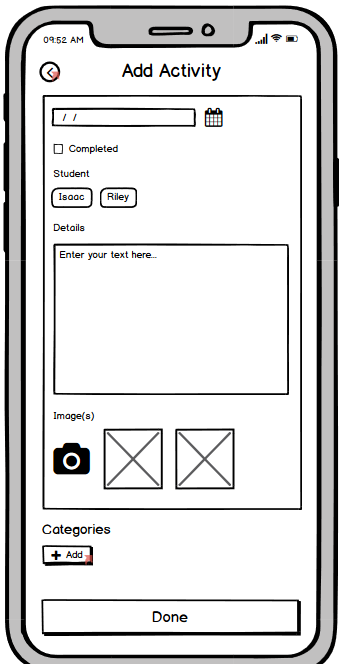 09:52 AM
Add Activity
/ /
Completed
Student
Isaac Riley
Details
Enter your text here...
Image(s)
Categories
+ Add
Done